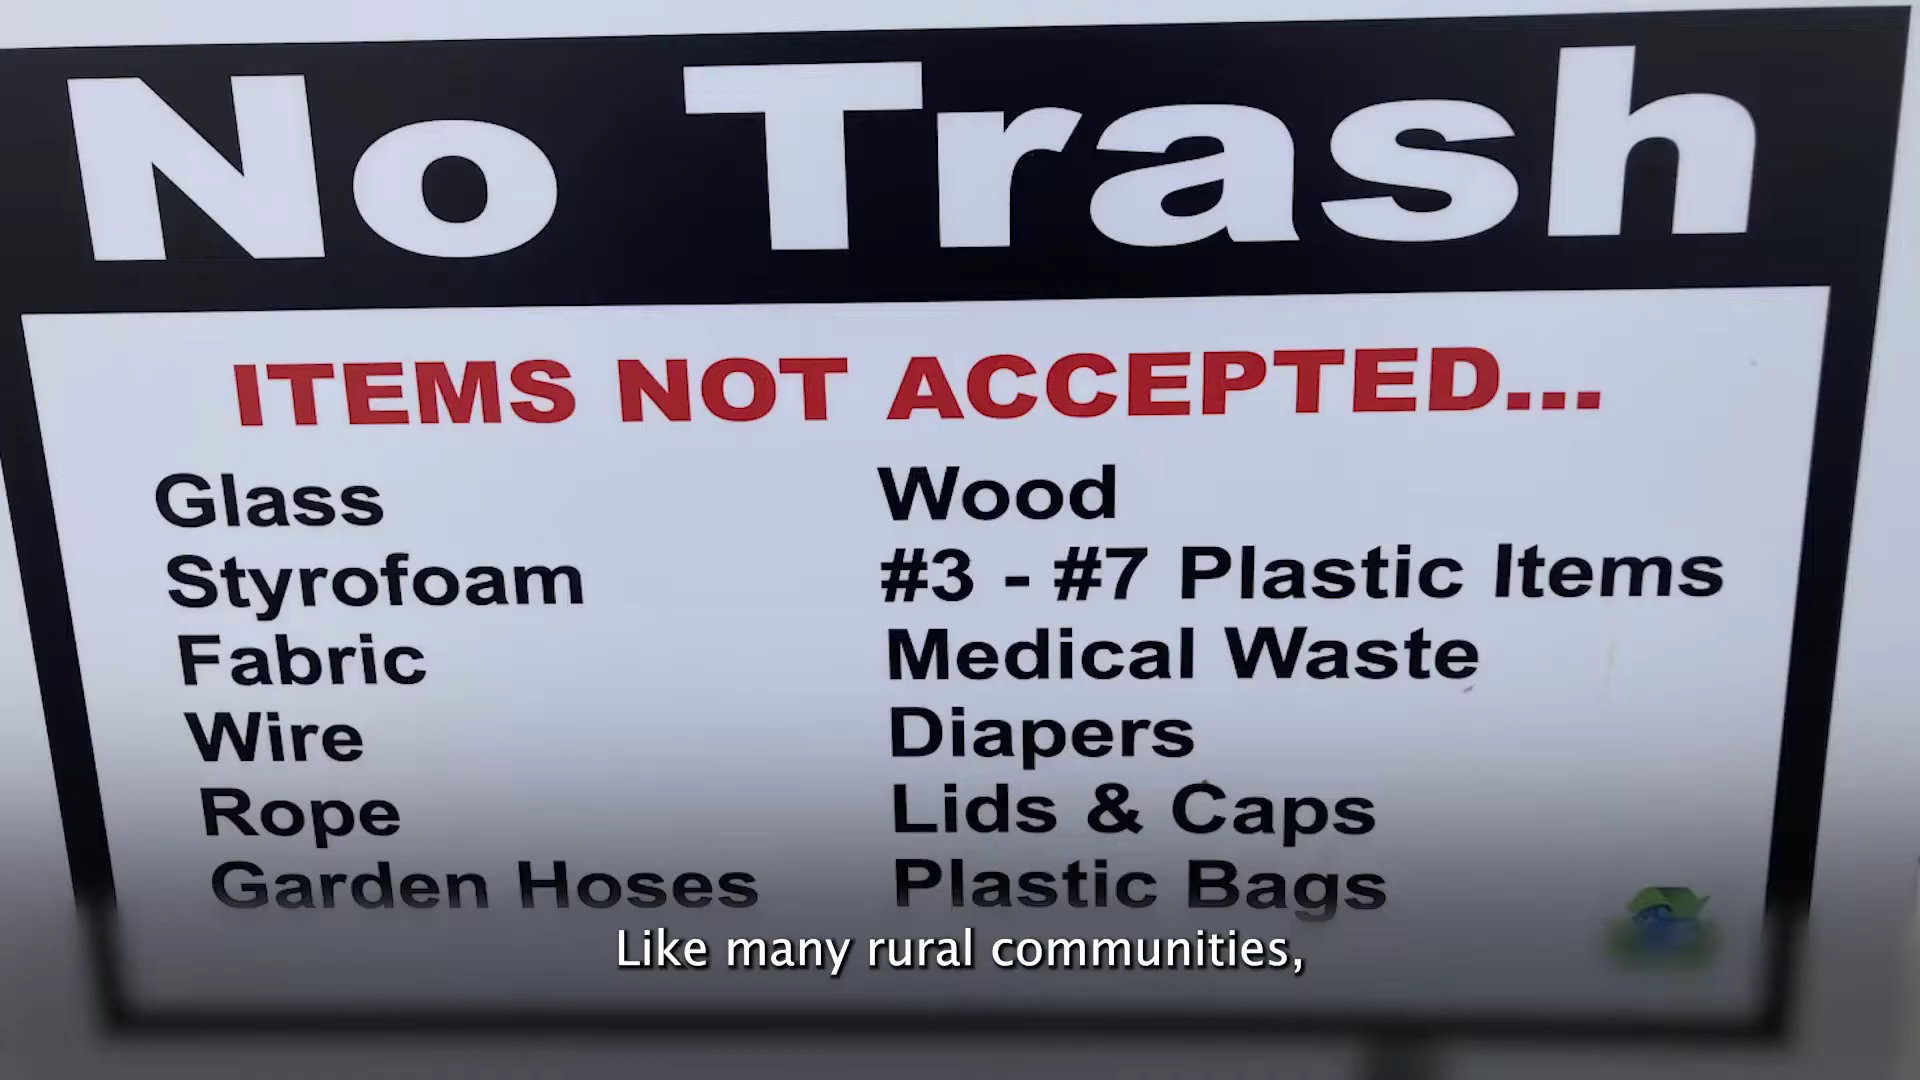 No Trash
ITEMS NOT ACCEPTED...
Glass
Styrofoam
Fabric
Wire
Rope
Garden Hoses
Wood
#3 - #7 Plastic Items
Medical Waste
Diapers
Lids & Caps
Plastic Bags
Like many rural communities,